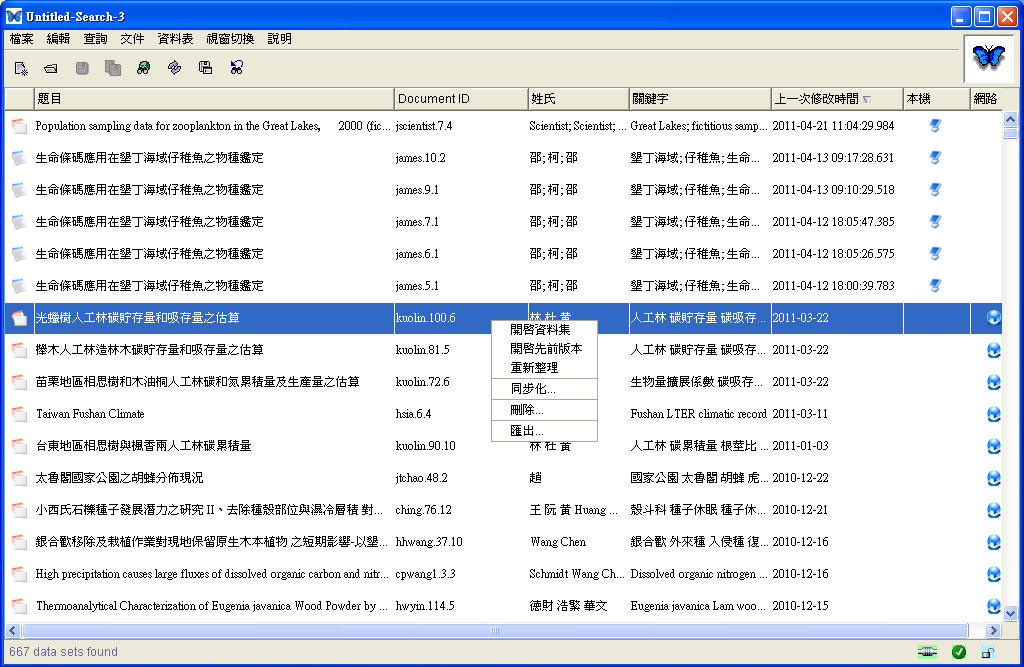 Untitled-Search-3
檔案 編輯 查詢 文件 資料表 視窗切換 說明
題目 Document ID 姓氏 關鍵字 上一次修改時間 本機 網路
Population sampling data for zooplankton in the Great Lakes, 2000 (fic... jscientist.7.4 Scientist; Scientist; ... Great Lakes; fictitious samp... 2011-04-21 11:04:29.984
生命條碼應用在墾丁海域仔稚魚之物種鑑定 james.10.2 邵; 柯; 邵 墾丁海域; 仔稚魚; 生命... 2011-04-13 09:17:28.631
生命條碼應用在墾丁海域仔稚魚之物種鑑定 james.9.1 邵; 柯; 邵 墾丁海域; 仔稚魚; 生命... 2011-04-13 09:10:29.518
生命條碼應用在墾丁海域仔稚魚之物種鑑定 james.7.1 邵; 柯; 邵 墾丁海域; 仔稚魚; 生命... 2011-04-12 18:05:47.385
生命條碼應用在墾丁海域仔稚魚之物種鑑定 james.6.1 邵; 柯; 邵 墾丁海域; 仔稚魚; 生命... 2011-04-12 18:05:26.575
生命條碼應用在墾丁海域仔稚魚之物種鑑定 james.5.1 邵; 柯; 邵 墾丁海域; 仔稚魚; 生命... 2011-04-12 18:00:39.783
光蠟樹人工林碳貯存量和吸存量之估算 kuolin.100.6 林 杜 黃 人工林 碳貯存量 碳吸存... 2011-03-22
開啓資料集
開啓先前版本
重新整理
同步化...
刪除...
匯出...
櫸木人工林造林木碳貯存量和吸存量之估算 kuolin.81.5 人工林 碳貯存量 碳吸存... 2011-03-22
苗栗地區相思樹和木油桐人工林碳和氮累積量及生產量之估算 kuolin.72.6 生物量擴展係數 碳吸存... 2011-03-22
Taiwan Fushan Climate hsia.6.4 Fushan LTER climatic record 2011-03-11
台東地區相思樹與楓香兩人工林碳累積量 kuolin.90.10 林 杜 黃 人工林 碳累積量 根莖比 ... 2011-01-03
太魯閣國家公園之胡蜂分佈現況 jtchao.48.2 趙 國家公園 太魯閣 胡蜂 虎... 2010-12-22
小西氏石櫟種子發展潛力之研究 II、去除種殼部位與濕冷層積 對... ching.76.12 王 阮 黃 Huang ... 殼斗科 種子休眠 種子休... 2010-12-21
銀合歡移除及栽植作業對現地保留原生木本植物 之短期影響-以墾... hhwang.37.10 Wang Chen 銀合歡 外來種 入侵種 復... 2010-12-16
High precipitation causes large fluxes of dissolved organic carbon and nitr... cpwang1.3.3 Schmidt Wang Ch... Dissolved organic nitrogen ... 2010-12-16
Thermoanalytical Characterization of Eugenia javanica Wood Powder by ... hwyin.114.5 德財 浩繁 華文 Eugenia javanica Lam woo... 2010-12-15
667 data sets found